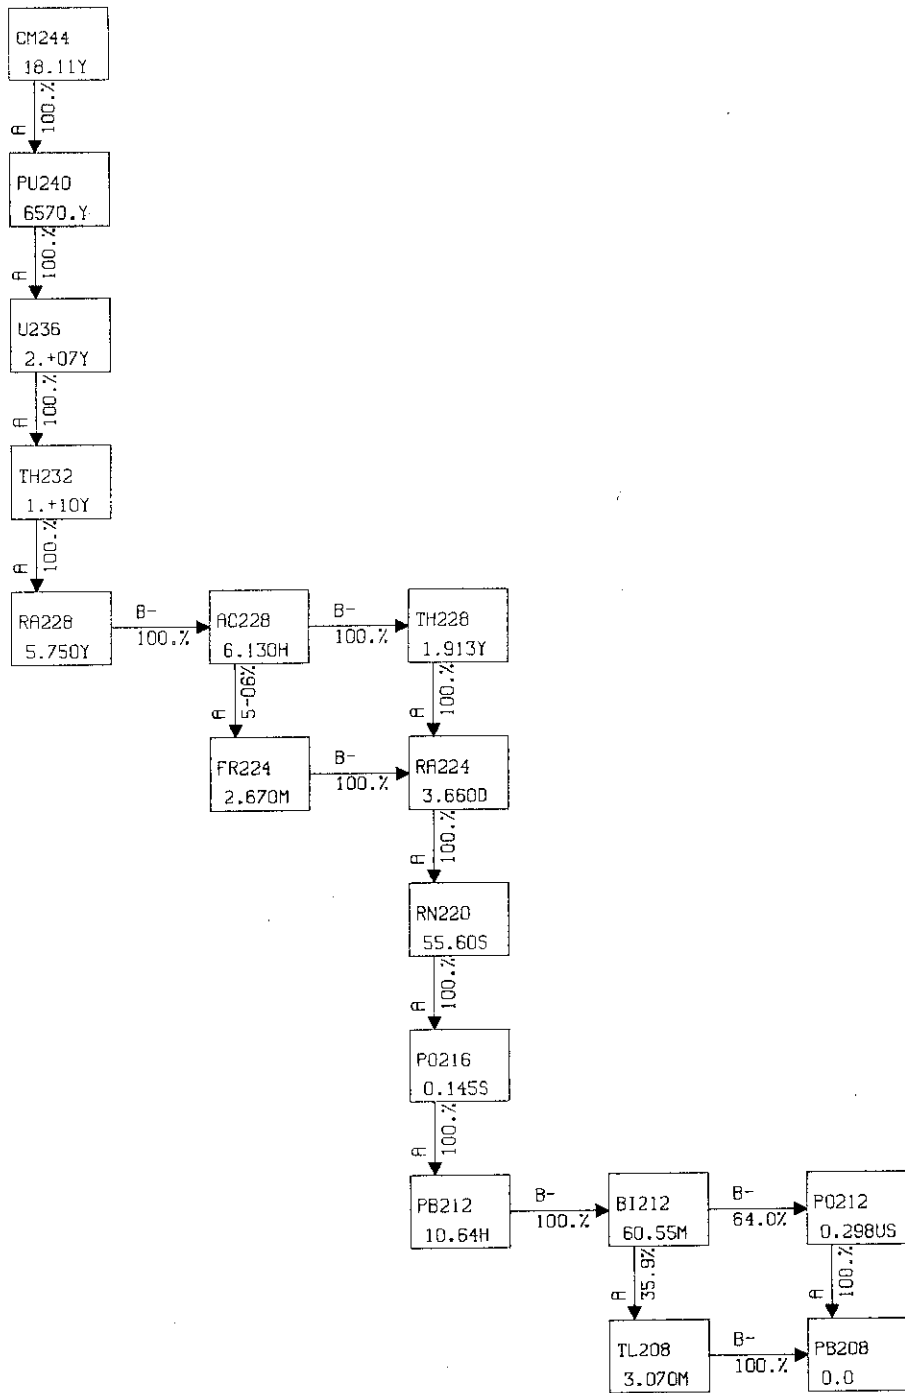 CM244
18.11Y
A
100.%
PU240
6570.Y
A
100.%
U236
2.+07Y
A
100.%
TH232
1.+10Y
A
100.%
RA228
5.750Y
B-
100.%
AC228
6.130H
B-
100.%
TH228
1.913Y
A
5-06%
A
100.%
FR224
2.670M
B-
100.%
RA224
3.660D
A
100.%
RN220
55.60S
A
100.%
PO216
0.145S
A
100.%
PB212
10.64H
B-
100.%
BI212
60.55M
B-
64.0%
PO212
0.298US
A
35.9%
A
100.%
TL208
3.070M
B-
100.%
PB208
0.0